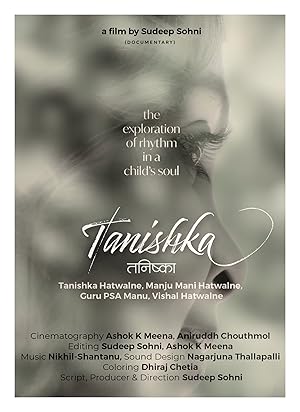 a film by Sudeep Sohni
(DOCUMENTARY)
the
exploration
of rhythm
in a
child's soul
Tanishka
तनिष्का
Tanishka Hatwalne, Manju Mani Hatwalne,
Guru PSA Manu, Vishal Hatwalne
Cinematography Ashok K Meena, Aniruddh Chouthmol
Editing Sudeep Sohni, Ashok K Meena
Music Nikhil-Shantanu, Sound Design Nagarjuna Thallapalli
Coloring Dhiraj Chetia
Script, Producer & Direction Sudeep Sohni